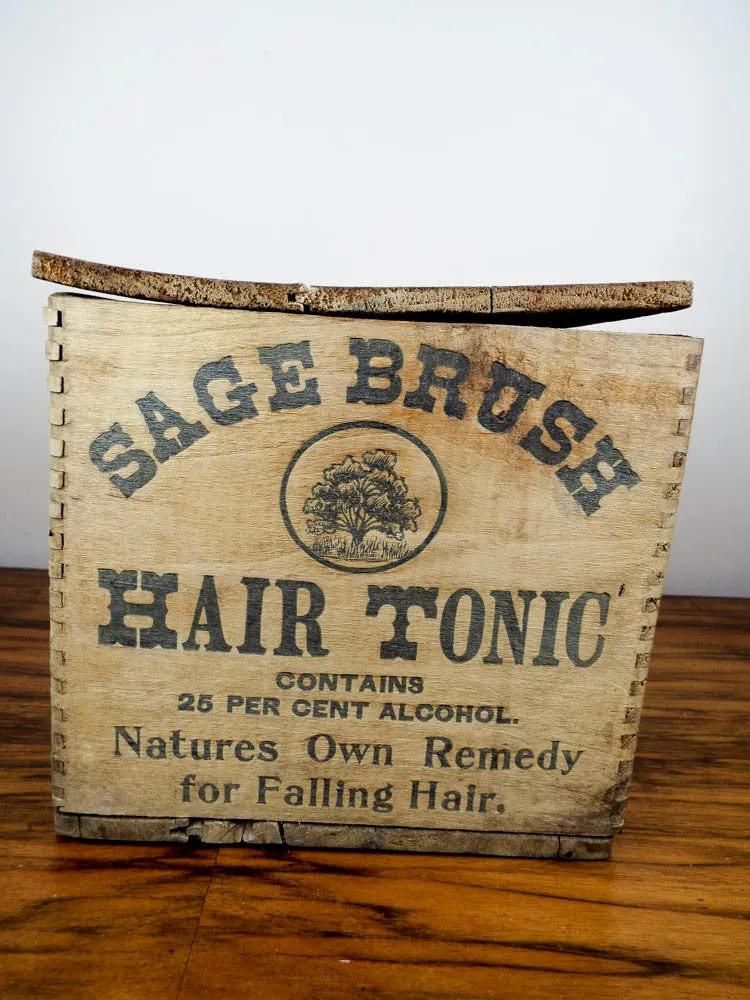 SAGE BRUSH
HAIR TONIC
CONTAINS
25 PER CENT ALCOHOL.
Natures Own Remedy
for Falling Hair.